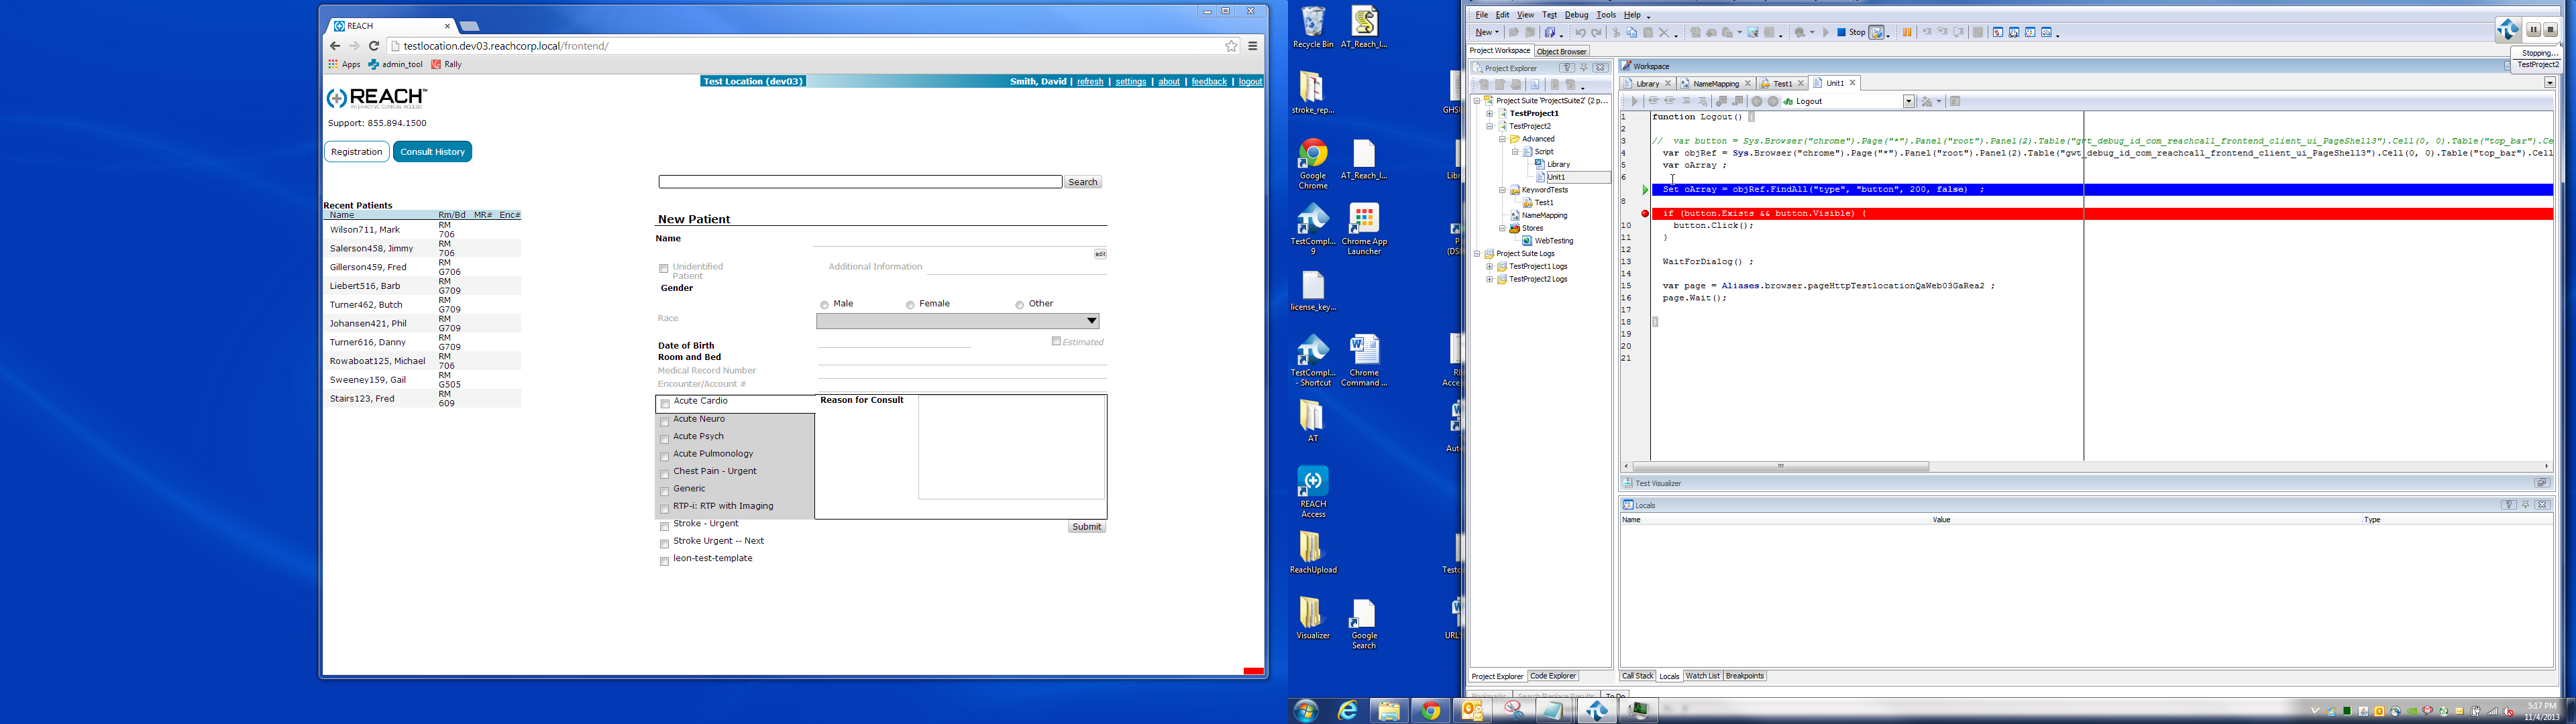 REACH
testlocation.dev03.reachcorp.local/frontend/
Apps admin_tool Rally
Test Location (dev03) Smith, David | refresh | settings | about | feedback | logout
REACH™
Support: 855.894.1500
Registration Consult History
Search
Recent Patients
Name Rm/Bd MR# Enc#
Wilson711, Mark RM 706
Salerson458, Jimmy RM 706
Gillerson459, Fred RM G706
Liebert516, Barb RM G709
Turner462, Butch RM G709
Johansen421, Phil RM G709
Turner616, Danny RM G709
Rowaboat125, Michael RM 706
Sweeney159, Gail RM G505
Stairs123, Fred RM 609
New Patient
Name
edit
Unidentified Patient Additional Information
Gender
Male Female Other
Race
Date of Birth Estimated
Room and Bed
Medical Record Number
Encounter/Account #
Acute Cardio Reason for Consult
Acute Neuro
Acute Psych
Acute Pulmonology
Chest Pain - Urgent
Generic
RTP-i: RTP with Imaging
Stroke - Urgent Submit
Stroke Urgent -- Next
leon-test-template
Recycle Bin AT_Reach_I...
stroke_rep...
Google Chrome AT_Reach_I...
TestCompl... 9 Chrome App Launcher
license_key...
TestCompl... - Shortcut Chrome Command ...
AT
REACH Access
ReachUpload
Visualizer Google Search
File Edit View Test Debug Tools Help
New Stop
Stopping...
TestProject2
Project Workspace Object Browser
Project Explorer
Project Suite 'ProjectSuite2' (2 p...
TestProject1
TestProject2
Advanced
Script
Library
Unit1
KeywordTests
Test1
NameMapping
Stores
WebTesting
Project Suite Logs
TestProject1 Logs
TestProject2 Logs
Project Explorer Code Explorer
Workspace
Library NameMapping Test1 Unit1
Logout
1 function Logout() {
2
3 // var button = Sys.Browser("chrome").Page("*").Panel("root").Panel(2).Table("gwt_debug_id_com_reachcall_frontend_client_ui_PageShell3").Cell(0, 0).Table("top_bar").Ce
4 var objRef = Sys.Browser("chrome").Page("*").Panel("root").Panel(2).Table("gwt_debug_id_com_reachcall_frontend_client_ui_PageShell3").Cell(0, 0).Table("top_bar").Cell
5 var oArray ;
6
Set oArray = objRef.FindAll("type", "button", 200, false) ;
8
if (button.Exists && button.Visible) {
10 button.Click();
11 }
12
13 WaitForDialog() ;
14
15 var page = Aliases.browser.pageHttpTestlocationQaWeb03GaRea2 ;
16 page.Wait();
17
18 }
19
20
21
Test Visualizer
Locals
Name Value Type
Call Stack Locals Watch List Breakpoints
Bookmarks Search/Replace Results To Do
5:17 PM
11/4/2013